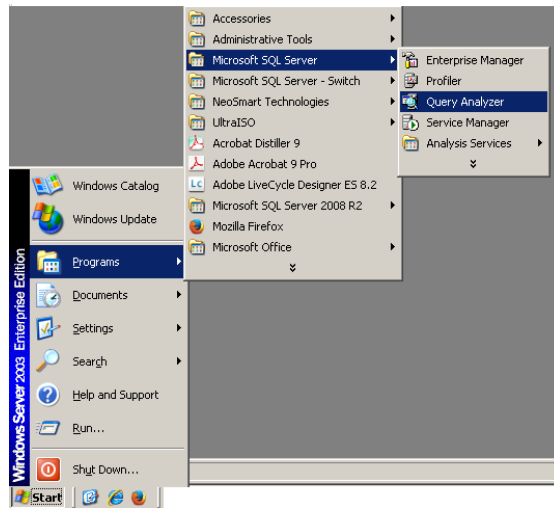 Accessories
Administrative Tools
Microsoft SQL Server
Microsoft SQL Server - Switch
NeoSmart Technologies
UltraISO
Acrobat Distiller 9
Adobe Acrobat 9 Pro
LC Adobe LiveCycle Designer ES 8.2
Microsoft SQL Server 2008 R2
Mozilla Firefox
Microsoft Office
Enterprise Manager
Profiler
Query Analyzer
Service Manager
Analysis Services
Windows Catalog
Windows Update
Programs
Documents
Settings
Search
Help and Support
Run...
Shut Down...
Windows Server 2003 Enterprise Edition
Start